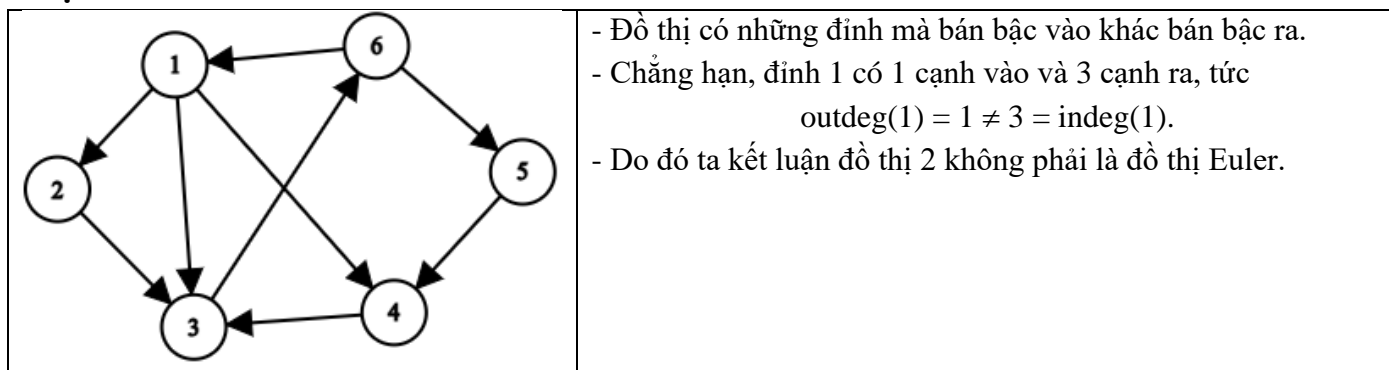 6
1
5
2
4
3
- Đồ thị có những đỉnh mà bán bậc vào khác bán bậc ra.
- Chẳng hạn, đỉnh 1 có 1 cạnh vào và 3 cạnh ra, tức
outdeg(1) = 1 ≠ 3 = indeg(1).
- Do đó ta kết luận đồ thị 2 không phải là đồ thị Euler.